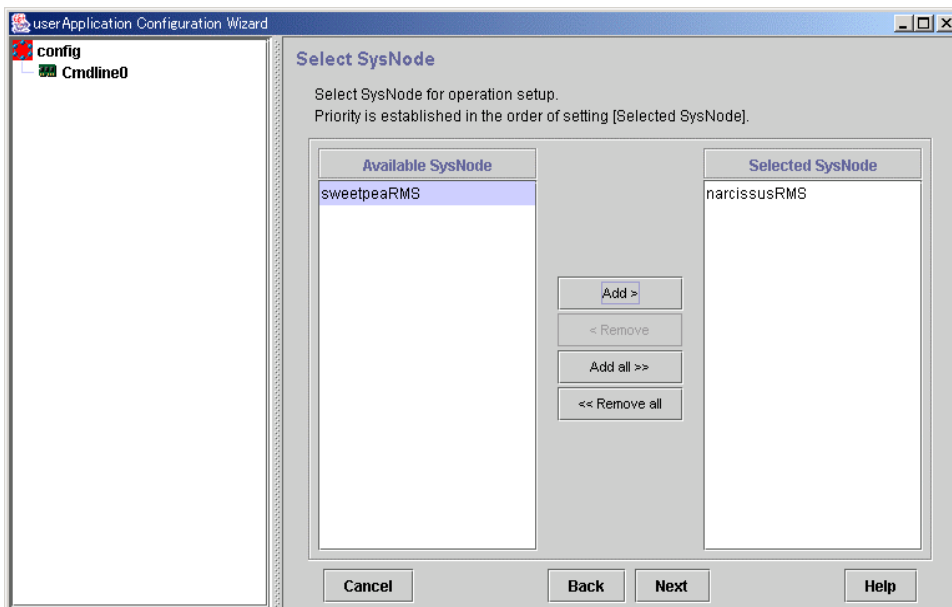 userApplication Configuration Wizard
config
Cmdline0
Select SysNode
Select SysNode for operation setup.
Priority is established in the order of setting [Selected SysNode].
Available SysNode
sweetpeaRMS
Add >
< Remove
Add all >>
<< Remove all
Selected SysNode
narcissusRMS
Cancel
Back
Next
Help